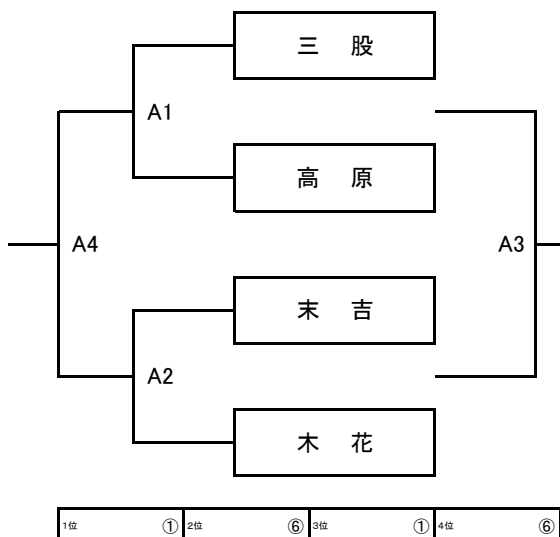 三 股
A1
高 原
A4
A3
末 吉
A2
木 花
1位 ① 2位 ⑥ 3位 ① 4位 ⑥